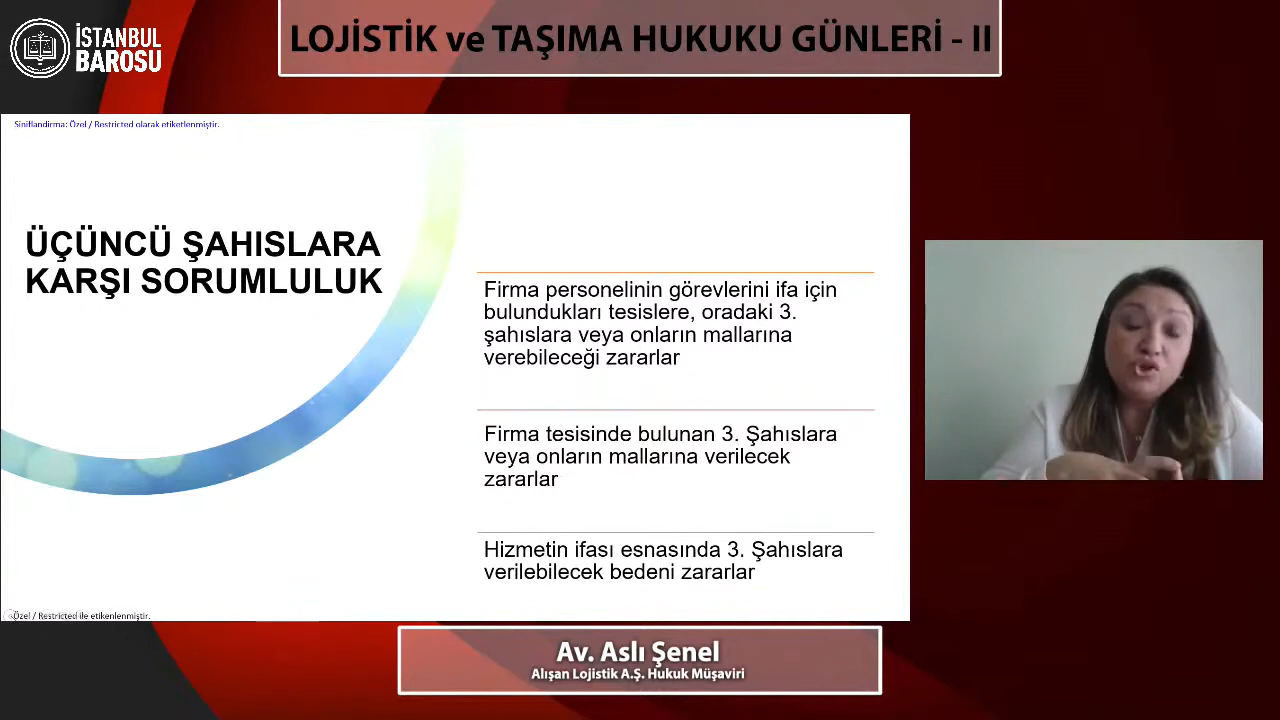 İSTANBUL
BAROSU
LOJİSTİK ve TAŞIMA HUKUKU GÜNLERİ - II
Sınıflandırma: Özel / Restricted olarak etiketlenmiştir.
ÜÇÜNCÜ ŞAHISLARA
KARŞI SORUMLULUK
Firma personelinin görevlerini ifa için
bulundukları tesislere, oradaki 3.
şahıslara veya onların mallarına
verebileceği zararlar
Firma tesisinde bulunan 3. Şahıslara
veya onların mallarına verilecek
zararlar
Hizmetin ifası esnasında 3. Şahıslara
verilebilecek bedeni zararlar
Özel / Restricted ile etikenlenmiştir.
Av. Aslı Şenel
Alışan Lojistik A.Ş. Hukuk Müşaviri